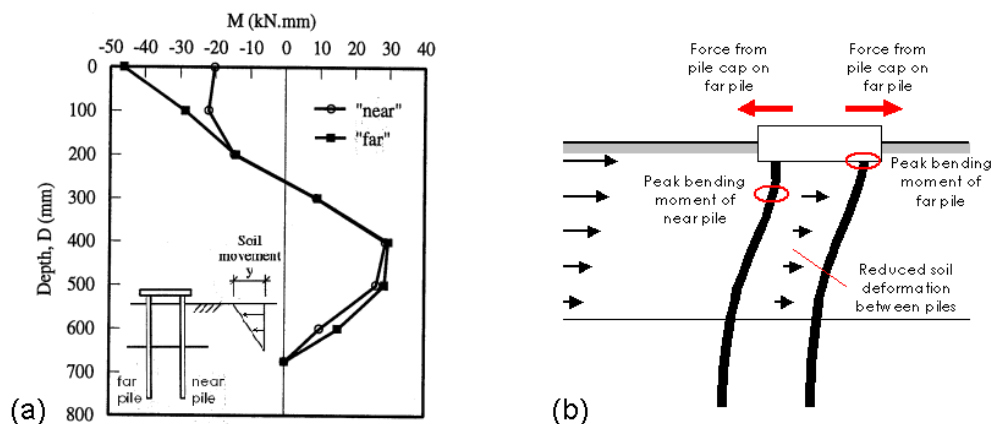 M (kN.mm)
-50 -40 -30 -20 -10 0 10 20 30 40
0
100
200
300
400
500
600
700
800
Depth, D (mm)
"near"
"far"
Soil
movement
y
far
pile
near
pile
(a)
Force from
pile cap on
far pile
Force from
pile cap on
far pile
Peak bending
moment of
near pile
Peak bending
moment of
far pile
Reduced soil
deformation
between piles
(b)